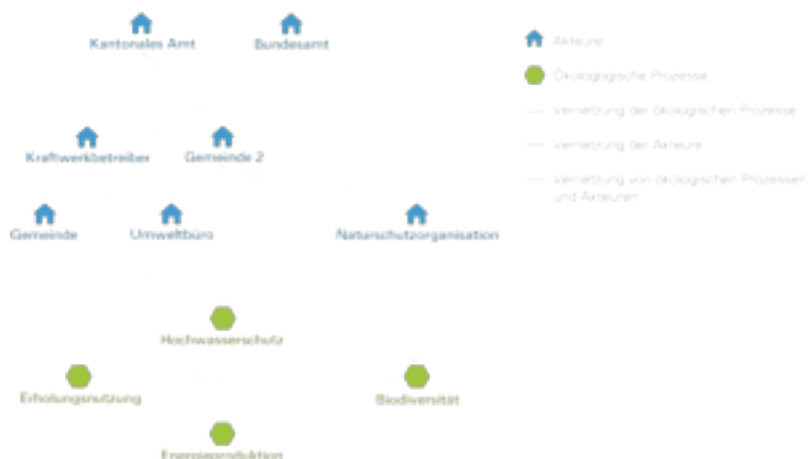 Kantonales Amt
Bundesamt
Kraftwerkbetreiber
Gemeinde 2
Gemeinde
Umweltbüro
Naturschutzorganisation
Hochwasserschutz
Erholungsnutzung
Biodiversität
Energieproduktion
Akteure
Ökologogische Prozesse
Vernetzung der ökologischen Prozesse
Vernetzung der Akteure
Vernetzung von ökologischen Prozessen
und Akteuren